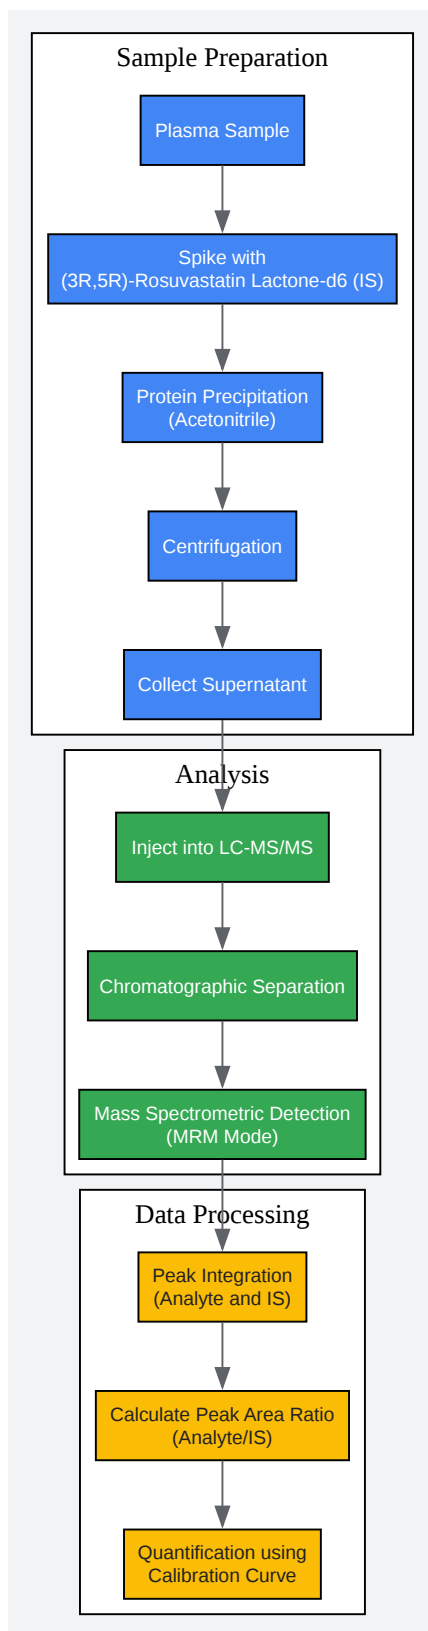 Sample Preparation
Plasma Sample
Spike with
(3R,5R)-Rosuvastatin Lactone-d6 (IS)
Protein Precipitation
(Acetonitrile)
Centrifugation
Collect Supernatant
Analysis
Inject into LC-MS/MS
Chromatographic Separation
Mass Spectrometric Detection
(MRM Mode)
Data Processing
Peak Integration
(Analyte and IS)
Calculate Peak Area Ratio
(Analyte/IS)
Quantification using
Calibration Curve